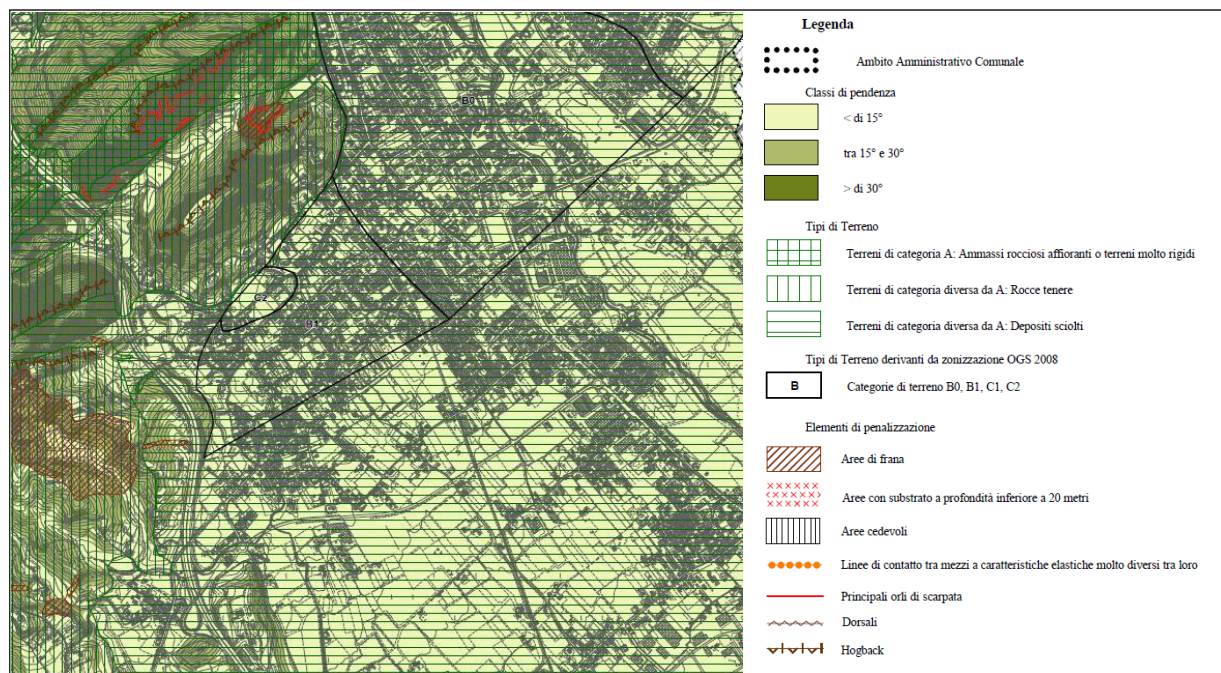 B0
C2
B1
Legenda
Ambito Amministrativo Comunale
Classi di pendenza
< di 15°
tra 15° e 30°
> di 30°
Tipi di Terreno
Terreni di categoria A: Ammassi rocciosi affioranti o terreni molto rigidi
Terreni di categoria diversa da A: Rocce tenere
Terreni di categoria diversa da A: Depositi sciolti
Tipi di Terreno derivanti da zonizzazione OGS 2008
B
Categorie di terreno B0, B1, C1, C2
Elementi di penalizzazione
Aree di frana
Aree con substrato a profondità inferiore a 20 metri
Aree cedevoli
Linee di contatto tra mezzi a caratteristiche elastiche molto diversi tra loro
Principali orli di scarpata
Dorsali
Hogback